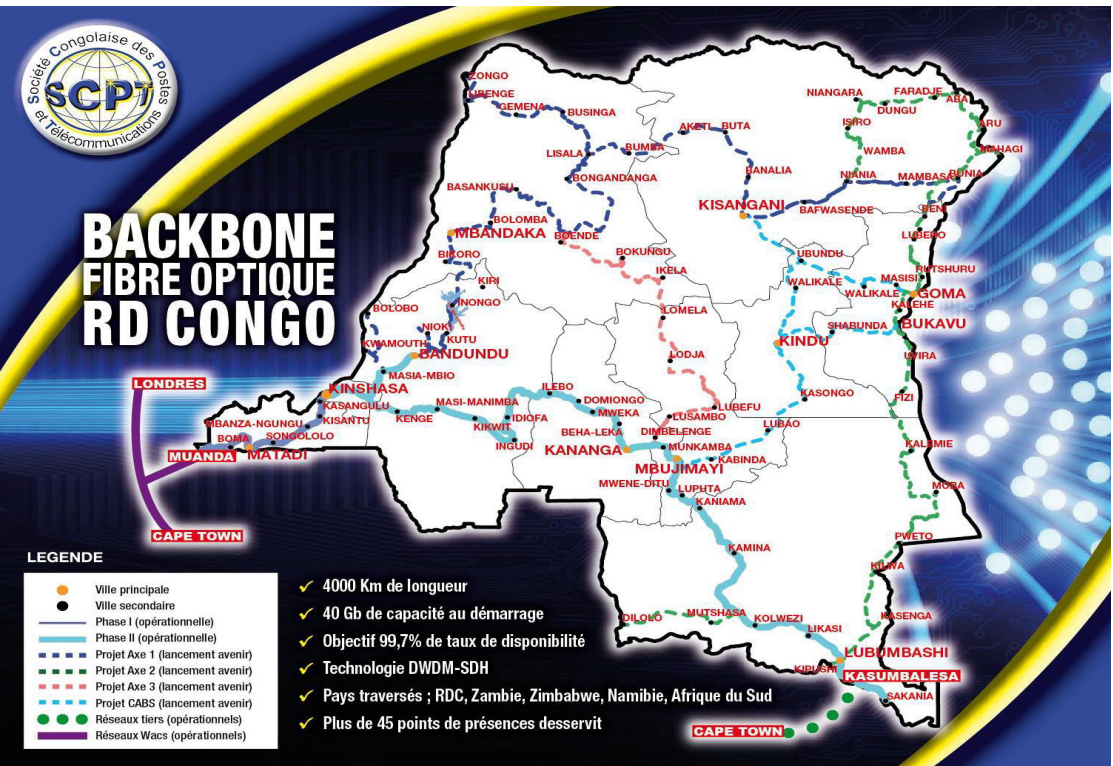 Société Congolaise des Postes
et Télécommunications
SCPT
BACKBONE
FIBRE OPTIQUE
RD CONGO
ZONGO
LIBENGE
GEMENA
BUSINGA
LISALA
BUMBA
AKETI
BUTA
BONGANDANGA
BANALIA
NIANGARA
FARADJE
DUNGU
ABA
ISIRO
ARU
WAMBA
MAHAGI
NIANIA
MAMBASA
BUNIA
BASANKUSU
BOLOMBA
MBANDAKA
BOENDE
KISANGANI
BAFWASENDE
BENI
LUBERO
BIKORO
BOKUNGU
IKELA
UBUNDU
KIRI
WALIKALE
MASISI
RUTSHURU
WALIKALE
GOMA
KALEHE
INONGO
BOLOBO
LOMELA
BUKAVU
SHABUNDA
NIOKI
KUTU
KWAMOUTH
BANDUNDU
KINDU
UVIRA
LODJA
MASIA-MBIO
LONDRES
KINSHASA
ILEBO
KASONGO
FIZI
KASANGULU
MASI-MANIMBA
DOMIONGO
LUBEFU
MBANZA-NGUNGU
KISANTU
KENGE
IDIOFA
MWEKA
LUSAMBO
KIKWIT
LUBAO
BOMA
SONGOLOLO
BEHA-LEKA
DIMBELENGE
INGUDI
MUNKAMBA
KALEMIE
MUANDA
MATADI
KANANGA
KABINDA
MBUJIMAYI
MWENE-DITU
LUPUTA
MOBA
KANIAMA
CAPE TOWN
PWETO
KAMINA
KILWA
DILOLO
MUTSHASA
KOLWEZI
KASENGA
LIKASI
LUBUMBASHI
KIPUSHI
KASUMBALESA
SAKANIA
CAPE TOWN
LEGENDE
Ville principale
Ville secondaire
Phase I (opérationnelle)
Phase II (opérationnelle)
Projet Axe 1 (lancement avenir)
Projet Axe 2 (lancement avenir)
Projet Axe 3 (lancement avenir)
Projet CABS (lancement avenir)
Réseaux tiers (opérationnels)
Réseaux Wacs (opérationnels)
✓ 4000 Km de longueur
✓ 40 Gb de capacité au démarrage
✓ Objectif 99,7% de taux de disponibilité
✓ Technologie DWDM-SDH
✓ Pays traversés ; RDC, Zambie, Zimbabwe, Namibie, Afrique du Sud
✓ Plus de 45 points de présences desservit